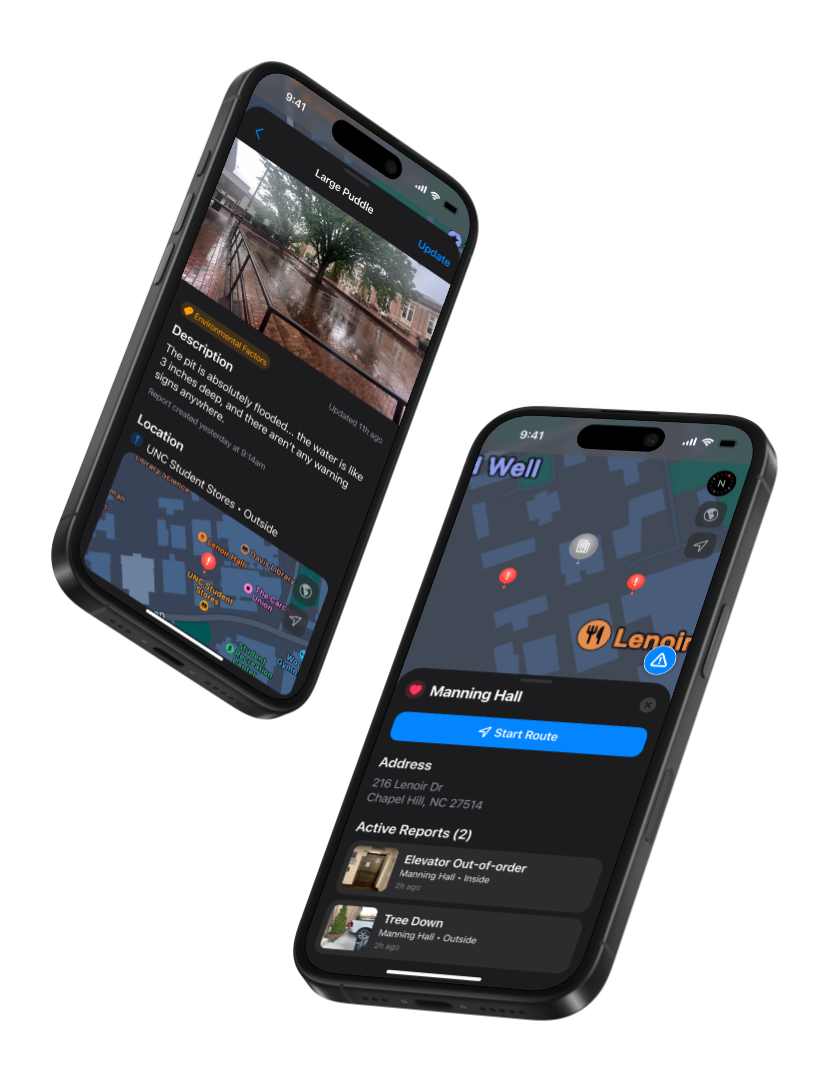 9:41
Large Puddle
Update
Environmental Factors
Updated 11h ago
Description
The pit is absolutely flooded... the water is like
3 inches deep, and there aren't any warning
signs anywhere.
Report created yesterday at 9:14am
Location
UNC Student Stores • Outside
Library Science
Lenoir Hall
Davis Library
UNC Student
Stores
Union
Student
Recreation
Center
9:41
Well
N
Lenoir
Manning Hall
Start Route
Address
216 Lenoir Dr
Chapel Hill, NC 27514
Active Reports (2)
Elevator Out-of-order
Manning Hall • Inside
2h ago
Tree Down
Manning Hall • Outside
2h ago